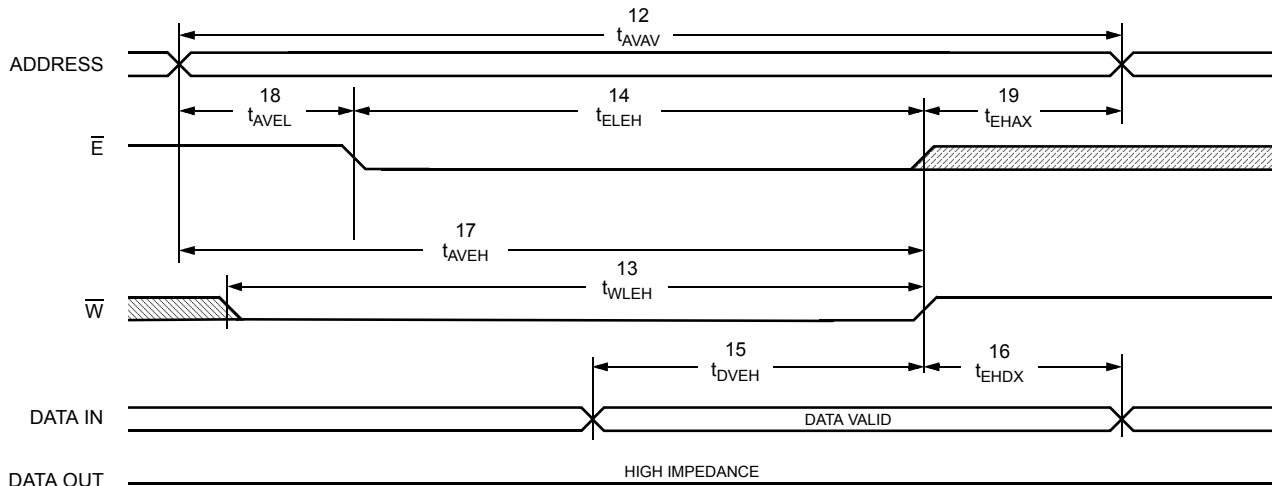 12
tAVAV
ADDRESS
18
tAVEL
14
tELEH
19
tEHAX
E̅
17
tAVEH
13
tWLEH
W̅
15
tDVEH
16
tEHDX
DATA IN
DATA VALID
DATA OUT
HIGH IMPEDANCE